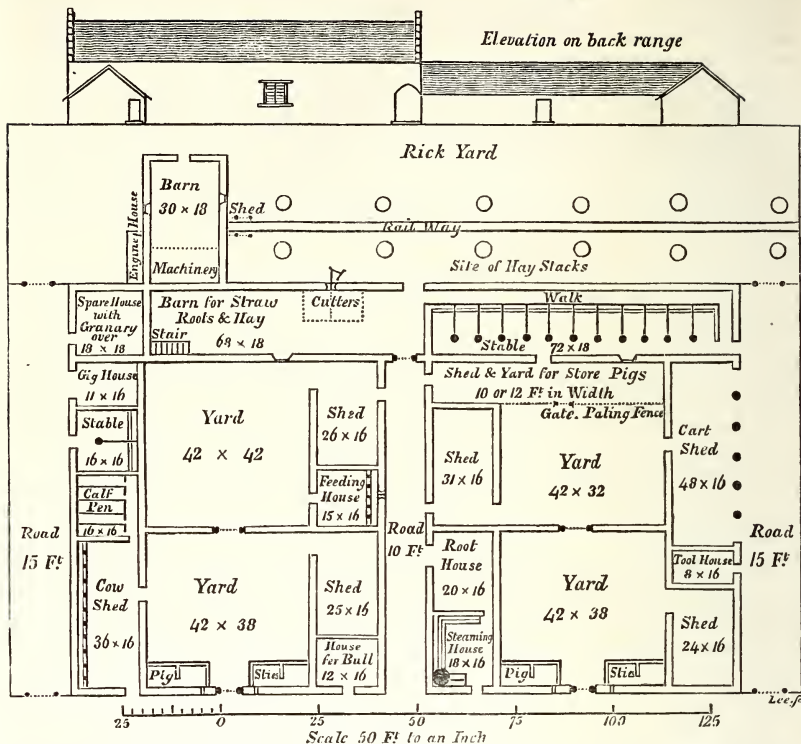 Elevation on back range
Rick Yard
Barn
30 × 18
Engine House
Machinery
Shed
Rail Way
Site of Hay Stacks
Spare House
with
Granary
over
18 × 18
Barn for Straw
Roots & Hay
68 × 18
Stair
Cutters
Walk
Stable 72 × 18
Gig House
11 × 16
Stable
16 × 16
Calf
Pen
16 × 16
Cow
Shed
36 × 16
Yard
42 × 42
Shed
26 × 16
Feeding
House
15 × 16
Yard
42 × 38
Shed
25 × 16
House
for Bull
12 × 16
Pig
Sties
Road
15 Ft
Road
10 Ft
Shed & Yard for Store Pigs
10 or 12 Ft in Width
Gate. Paling Fence
Shed
31 × 16
Yard
42 × 32
Cart
Shed
48 × 16
Root
House
20 × 16
Steaming
House
18 × 16
Yard
42 × 38
Tool House
8 × 16
Shed
24 × 16
Pig
Sties
Road
15 Ft
25 0 25 50 75 100 125
Scale 50 Ft to an Inch